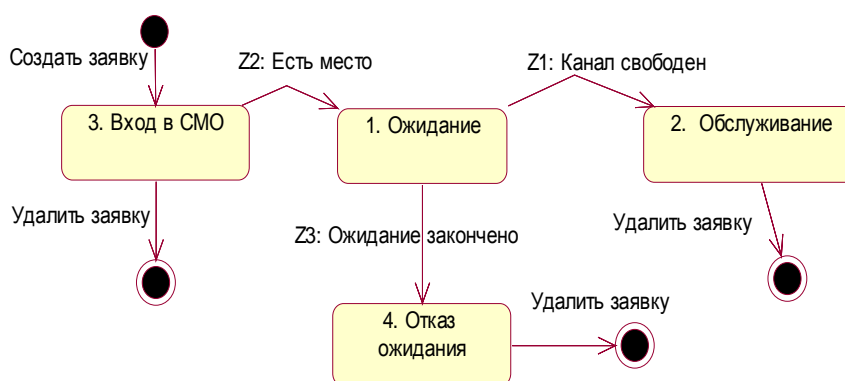 Создать заявку
Z2: Есть место
Z1: Канал свободен
3. Вход в СМО
1. Ожидание
2. Обслуживание
Удалить заявку
Z3: Ожидание закончено
Удалить заявку
Удалить заявку
4. Отказ
ожидания